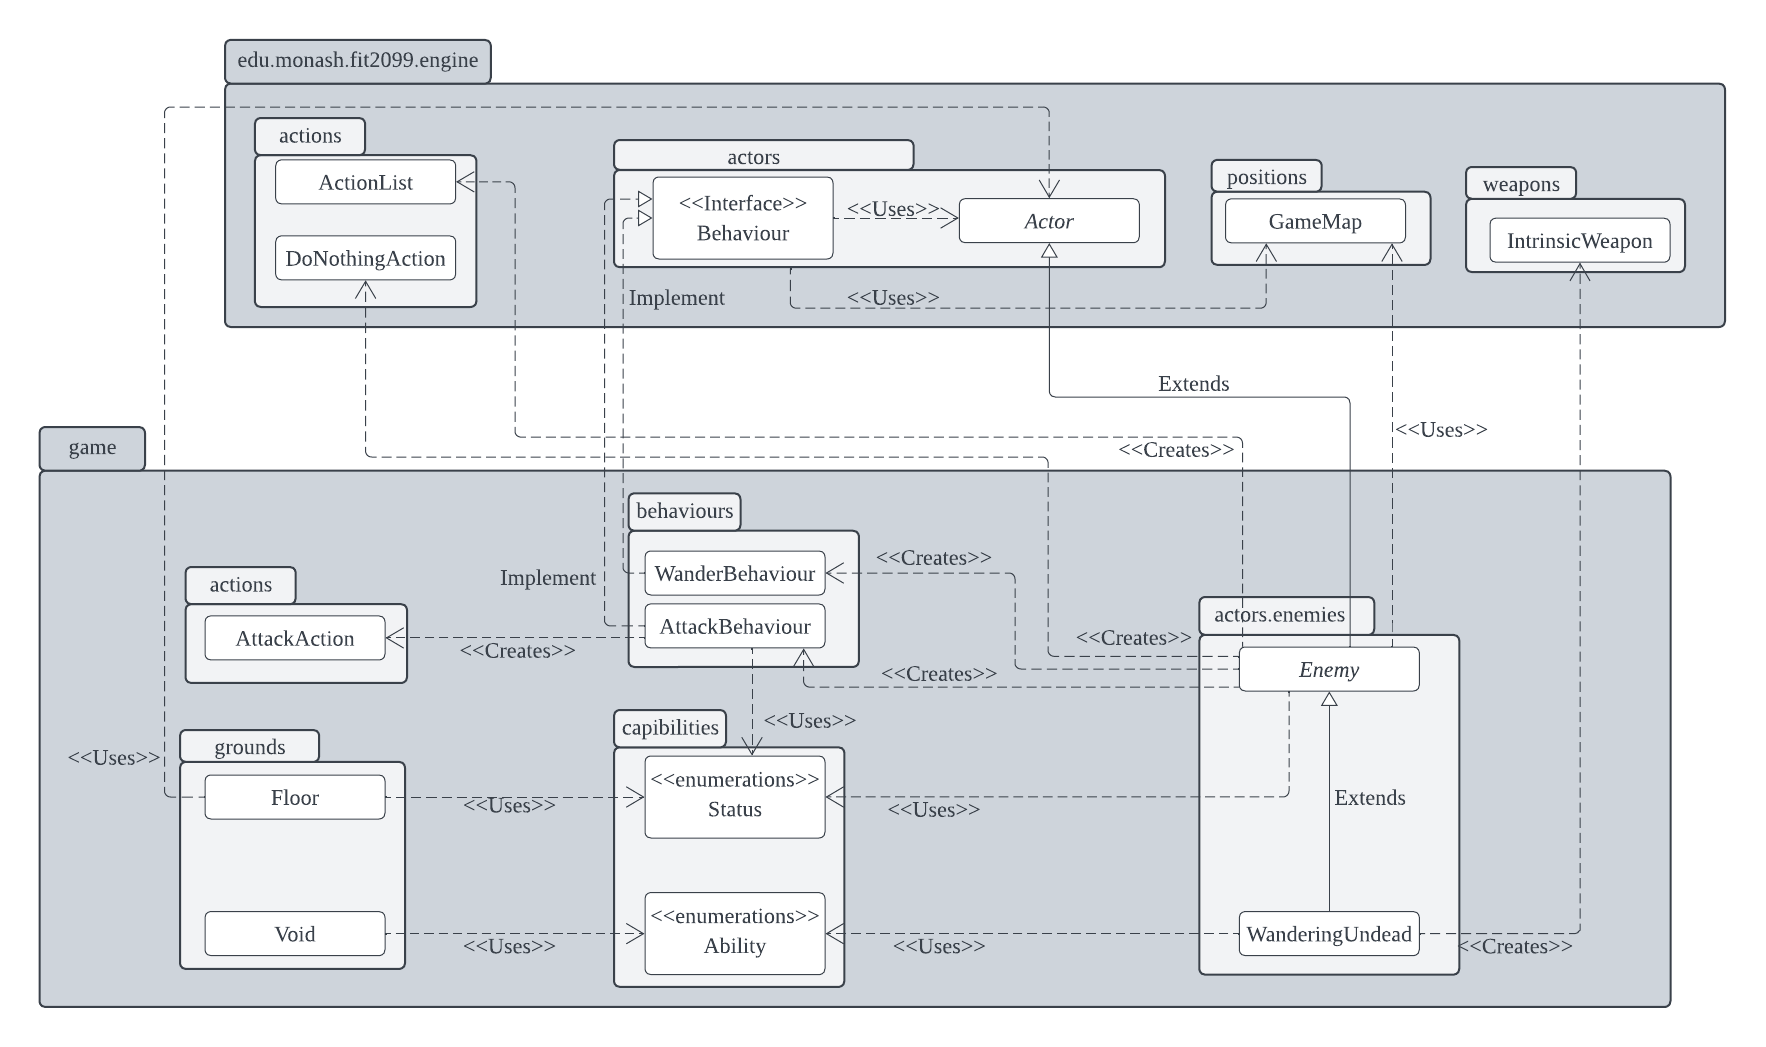 edu.monash.fit2099.engine
actions
ActionList
DoNothingAction
actors
<<Interface>>
Behaviour
<<Uses>>
Actor
positions
GameMap
weapons
IntrinsicWeapon
Implement
<<Uses>>
Extends
<<Uses>>
<<Creates>>
game
behaviours
WanderBehaviour
AttackBehaviour
<<Creates>>
Implement
actions
AttackAction
<<Creates>>
<<Creates>>
<<Creates>>
actors.enemies
Enemy
<<Uses>>
capibilities
<<Uses>>
grounds
Floor
<<Uses>>
<<enumerations>>
Status
<<Uses>>
Extends
Void
<<Uses>>
<<enumerations>>
Ability
<<Uses>>
WanderingUndead
<<Creates>>